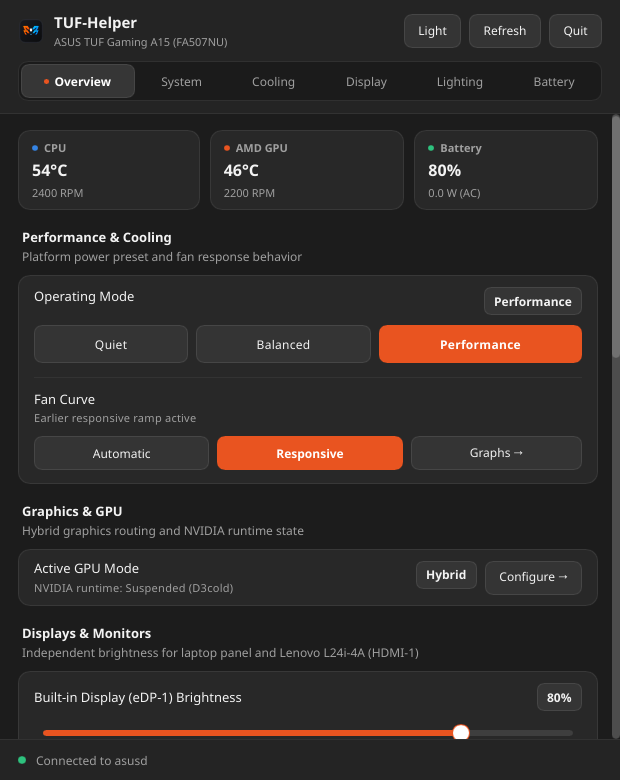 TUF-Helper
ASUS TUF Gaming A15 (FA507NU)
Light
Refresh
Quit
Overview
System
Cooling
Display
Lighting
Battery
CPU
54°C
2400 RPM
AMD GPU
46°C
2200 RPM
Battery
80%
0.0 W (AC)
Performance & Cooling
Platform power preset and fan response behavior
Operating Mode
Performance
Quiet
Balanced
Performance
Fan Curve
Earlier responsive ramp active
Automatic
Responsive
Graphs →
Graphics & GPU
Hybrid graphics routing and NVIDIA runtime state
Active GPU Mode
NVIDIA runtime: Suspended (D3cold)
Hybrid
Configure →
Displays & Monitors
Independent brightness for laptop panel and Lenovo L24i-4A (HDMI-1)
Built-in Display (eDP-1) Brightness
80%
Connected to asusd